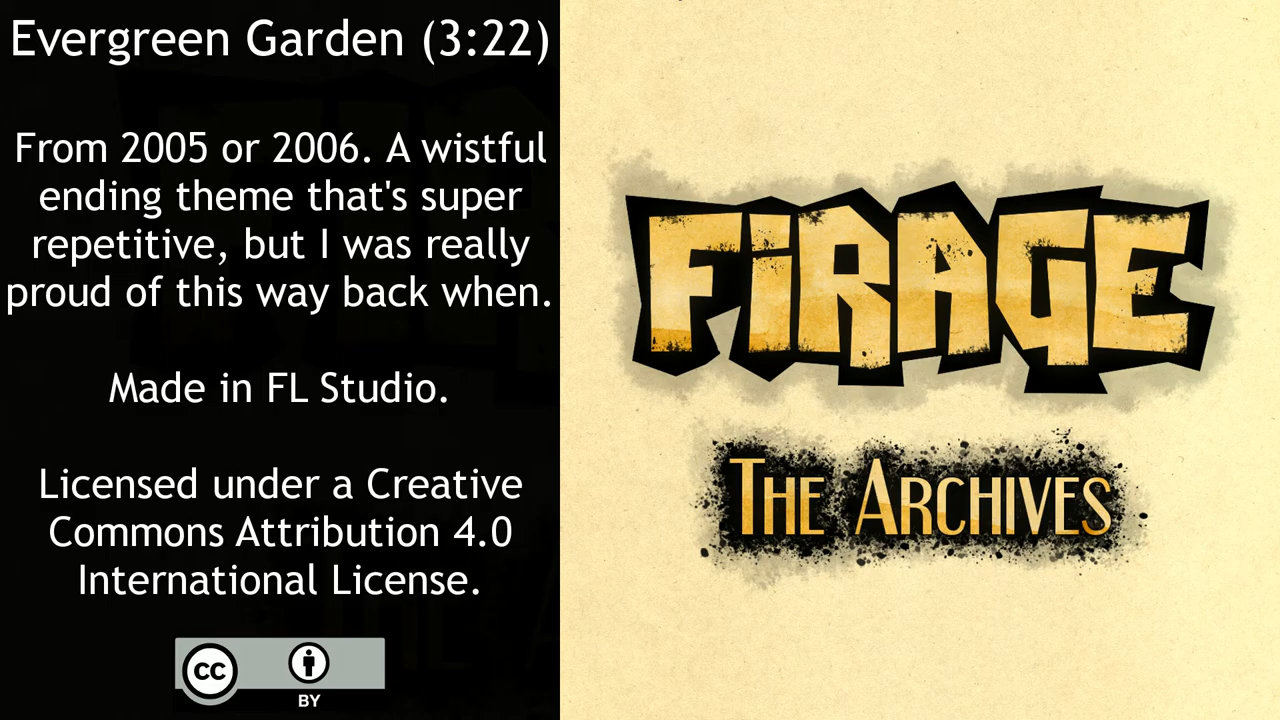 Evergreen Garden (3:22)
From 2005 or 2006. A wistful
ending theme that's super
repetitive, but I was really
proud of this way back when.
Made in FL Studio.
Licensed under a Creative
Commons Attribution 4.0
International License.
CC
BY
FiRAGE
THE ARCHIVES